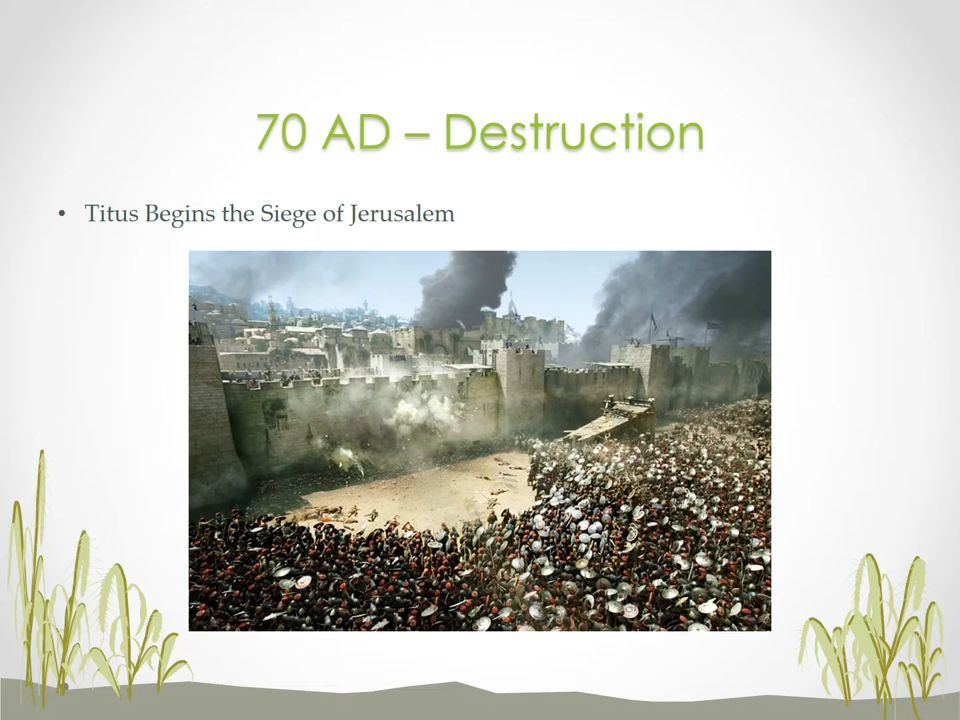 70 AD – Destruction
• Titus Begins the Siege of Jerusalem